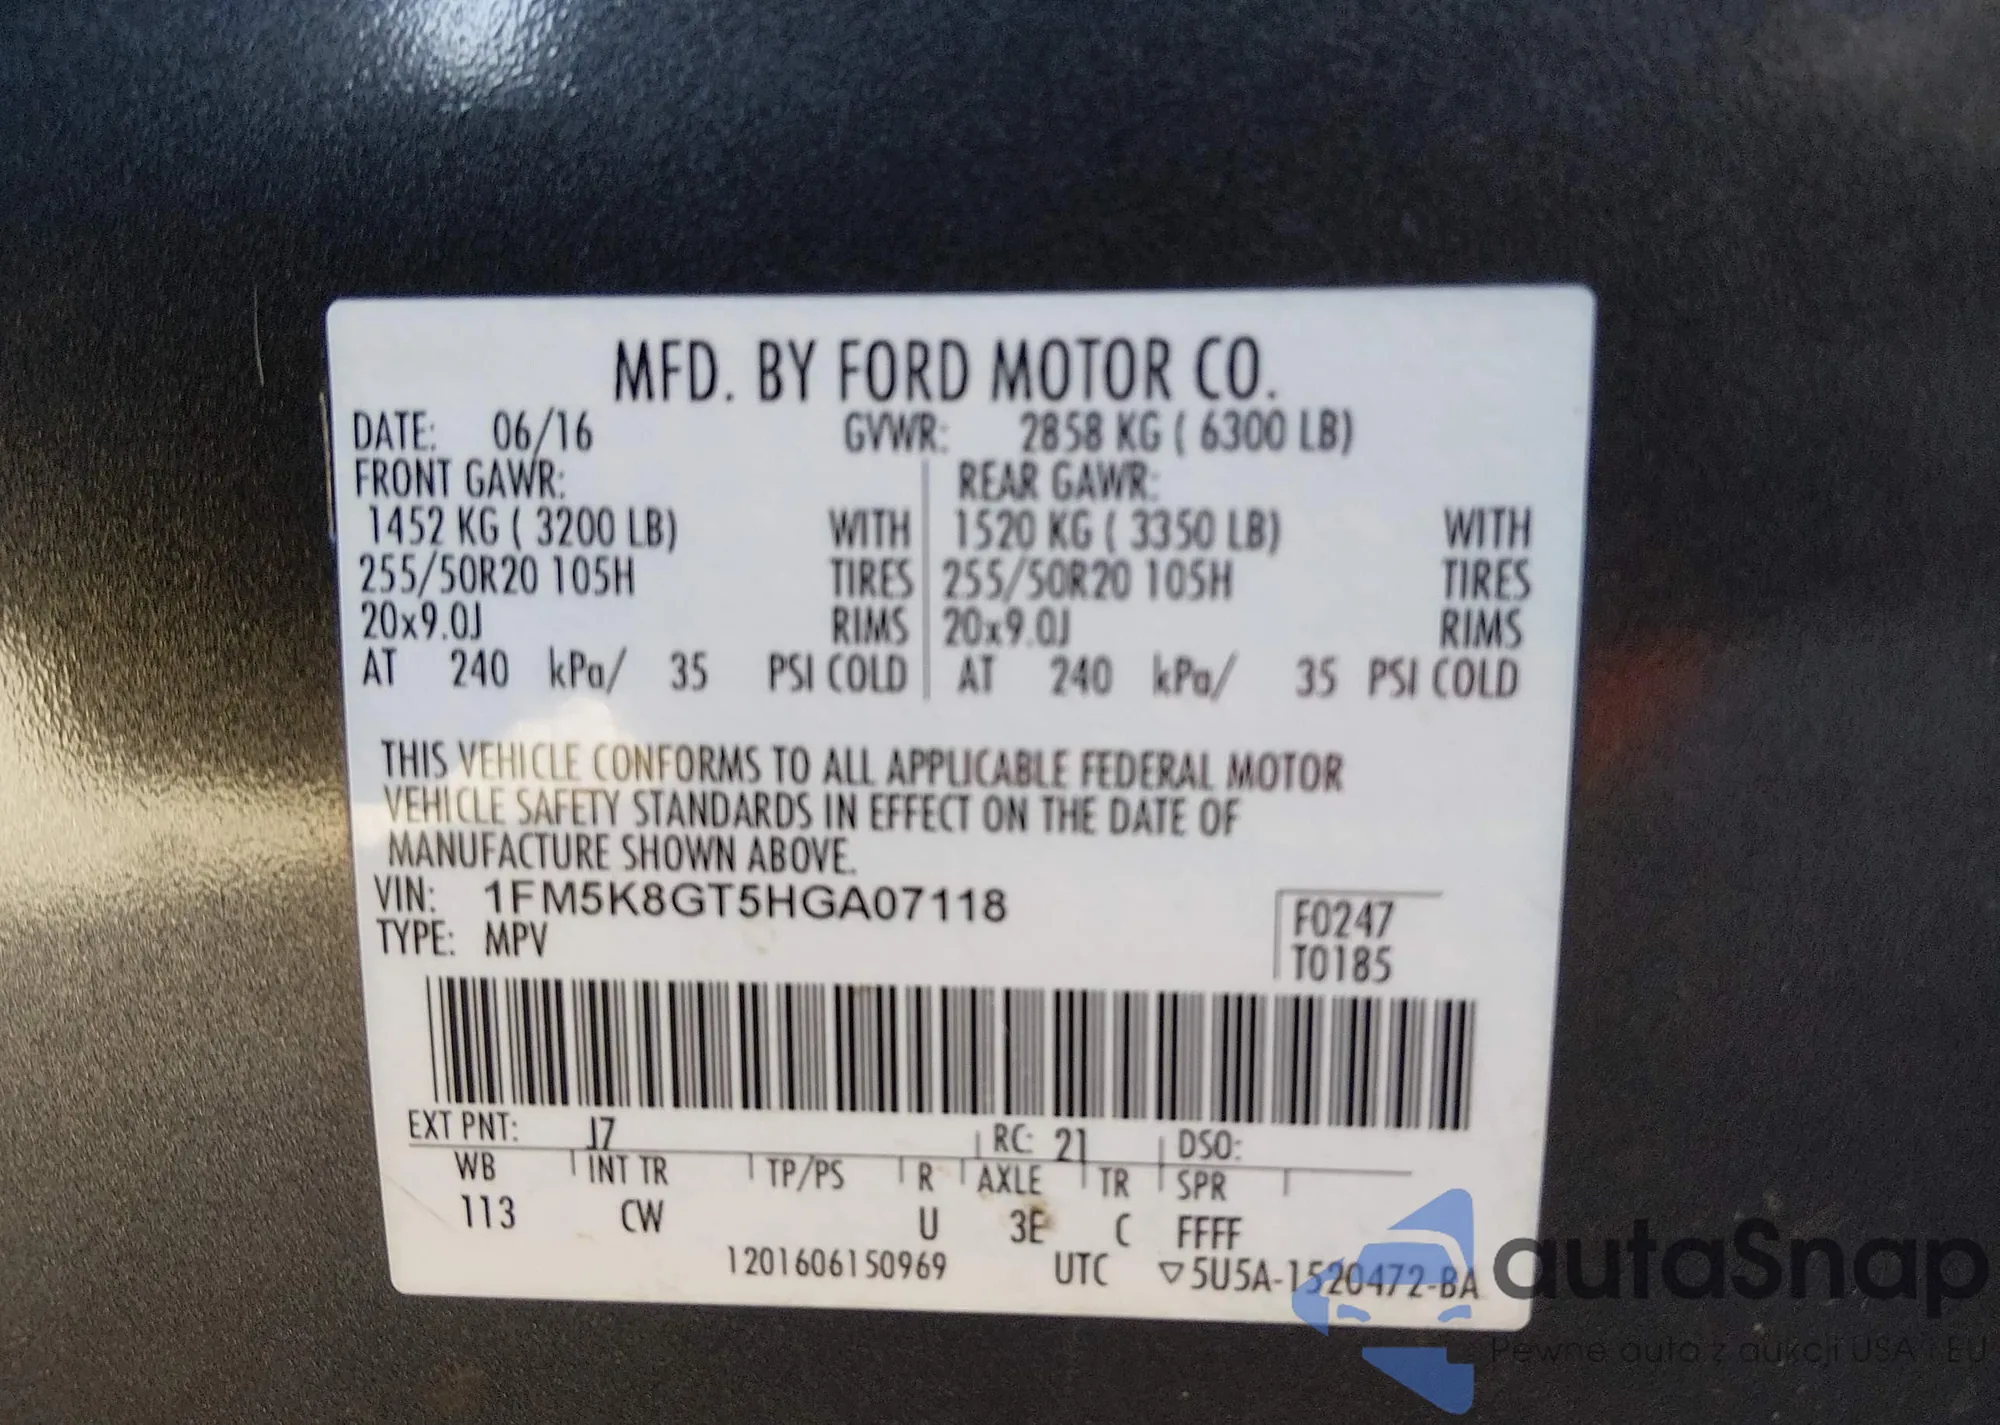 MFD. BY FORD MOTOR CO.
DATE: 06/16 GVWR: 2858 KG ( 6300 LB)
FRONT GAWR: REAR GAWR:
1452 KG ( 3200 LB) WITH 1520 KG ( 3350 LB) WITH
255/50R20 105H TIRES 255/50R20 105H TIRES
20x9.0J RIMS 20x9.0J RIMS
AT 240 kPa/ 35 PSI COLD AT 240 kPa/ 35 PSI COLD
THIS VEHICLE CONFORMS TO ALL APPLICABLE FEDERAL MOTOR
VEHICLE SAFETY STANDARDS IN EFFECT ON THE DATE OF
MANUFACTURE SHOWN ABOVE.
VIN: 1FM5K8GT5HGA07118
TYPE: MPV
F0247
T0185
EXT PNT: J7 RC: 21 DSO:
WB INT TR TP/PS R AXLE TR SPR
113 CW U 3E C FFFF
1201606150969 UTC ▽5U5A-1520472-BA
autaSnap
Pewne auta z aukcji USA i EU